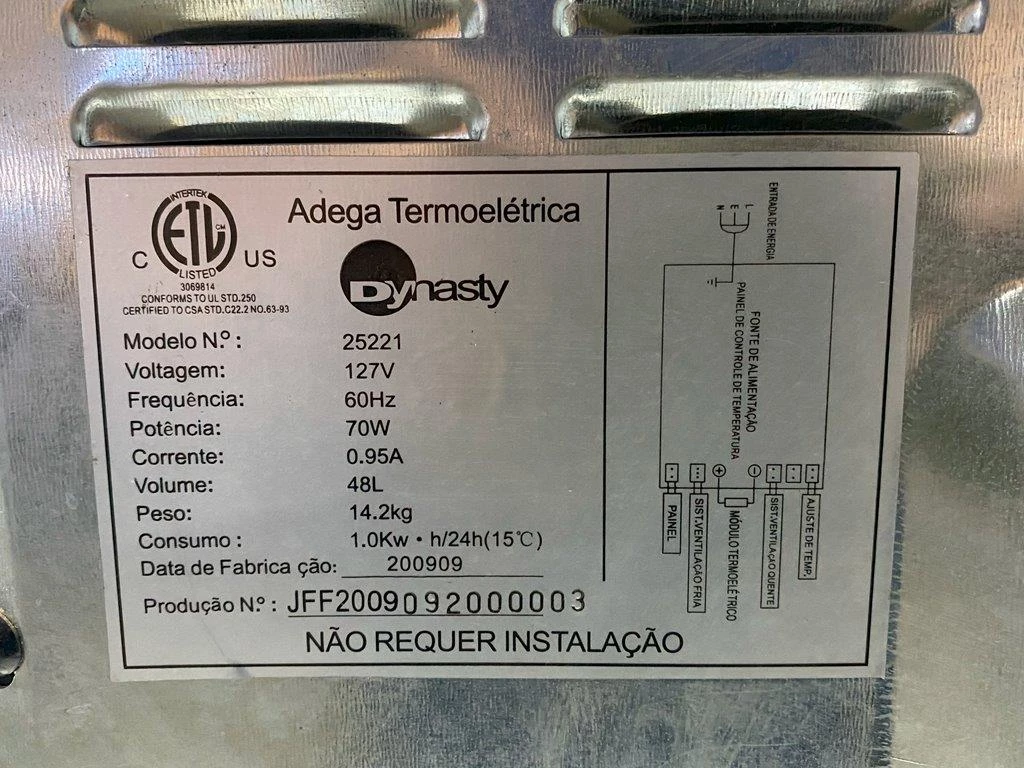 INTERTEK
ETL CM
LISTED
C US
3069814
CONFORMS TO UL STD.250
CERTIFIED TO CSA STD.C22.2 NO.63-93
Adega Termoelétrica
Dynasty
Modelo N.º : 25221
Voltagem: 127V
Frequência: 60Hz
Potência: 70W
Corrente: 0.95A
Volume: 48L
Peso: 14.2kg
Consumo : 1.0Kw • h/24h(15℃)
Data de Fabrica ção: 200909
Produção N.º : JFF2009092000003
NÃO REQUER INSTALAÇÃO
ENTRADA DE ENERGIA
L
E
N
FONTE DE ALIMENTAÇÃO
PAINEL DE CONTROLE DE TEMPERATURA
AJUSTE DE TEMP.
SIST.VENTILAÇÃO QUENTE
MÓDULO TERMOELÉTRICO
SIST.VENTILAÇÃO FRIA
PAINEL